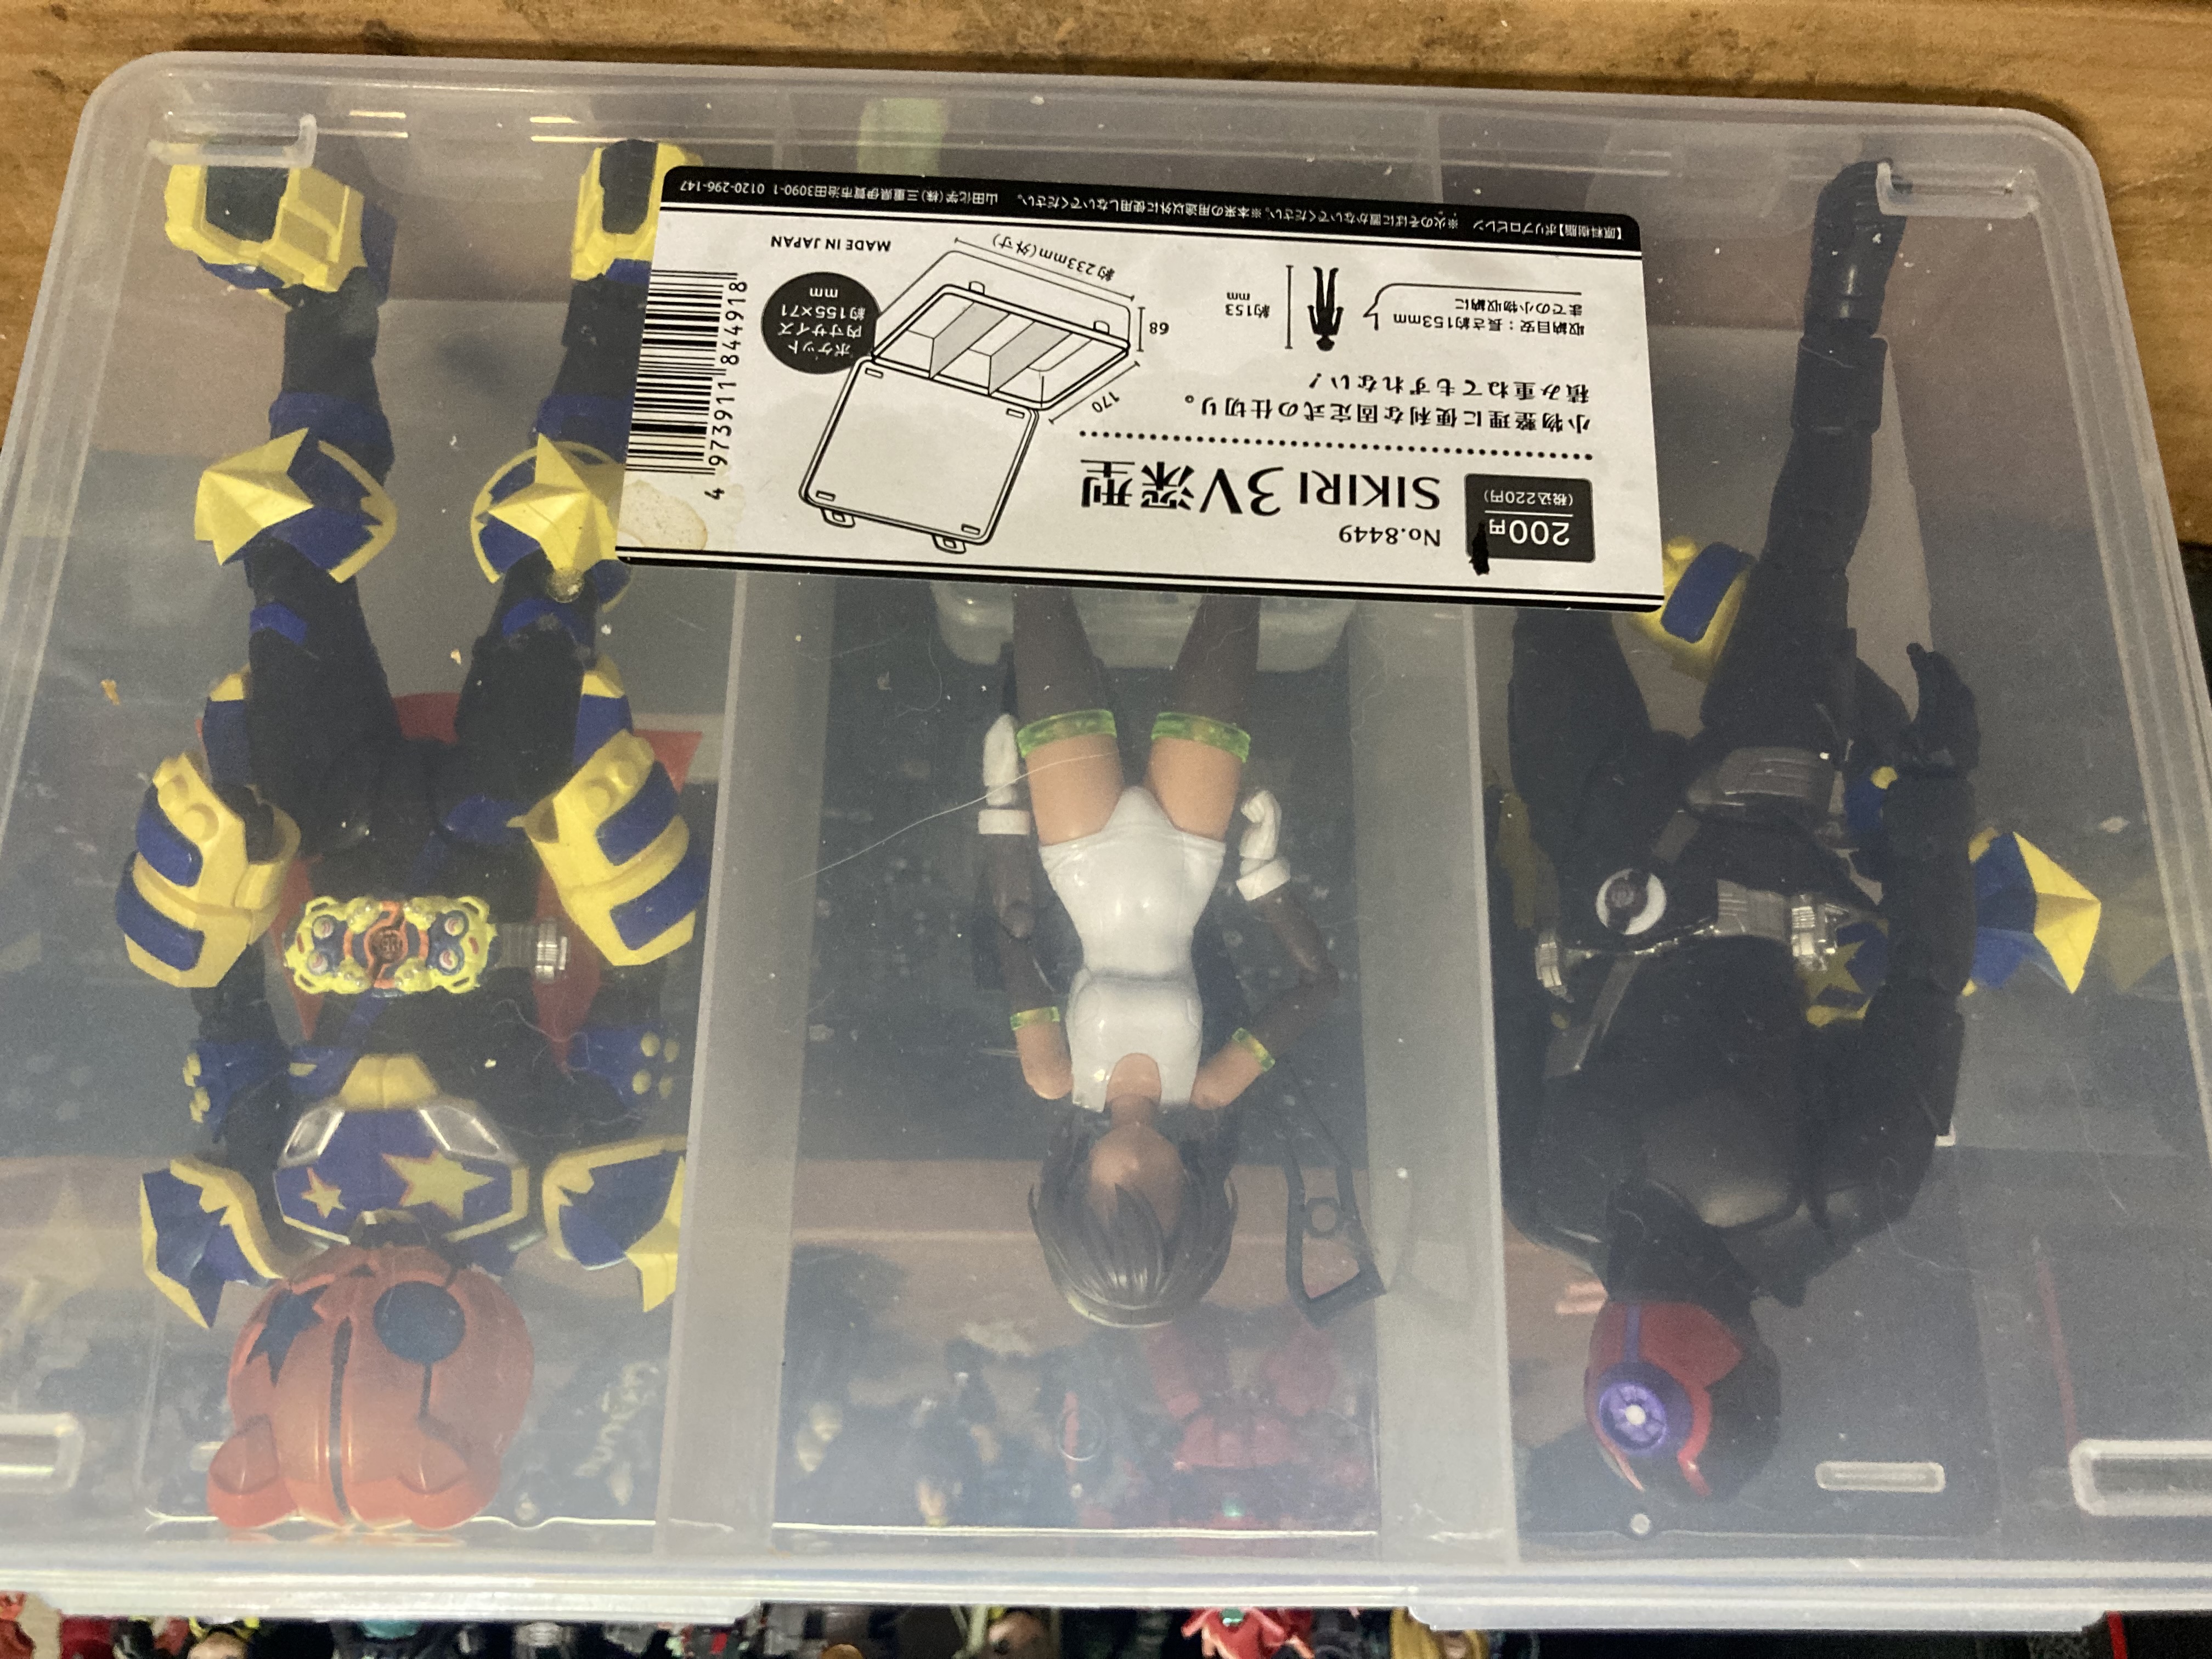 No.8449
SIKIRI 3V深型
200円
(税込220円)
小物整理に便利な固定式の仕切り。
積み重ねてもずれない!
収納目安：長さ約153mm
までの小物収納に
約153
mm
170
68
約233mm(外寸)
ポケット
内寸サイズ
約155×71
mm
MADE IN JAPAN
4 973911 844918
【原料樹脂】ポリプロピレン ※火のそばに置かないでください。※本来の用途以外に使用しないでください。 山田化学(株)三重県伊賀市治田3090-1 0120-296-147